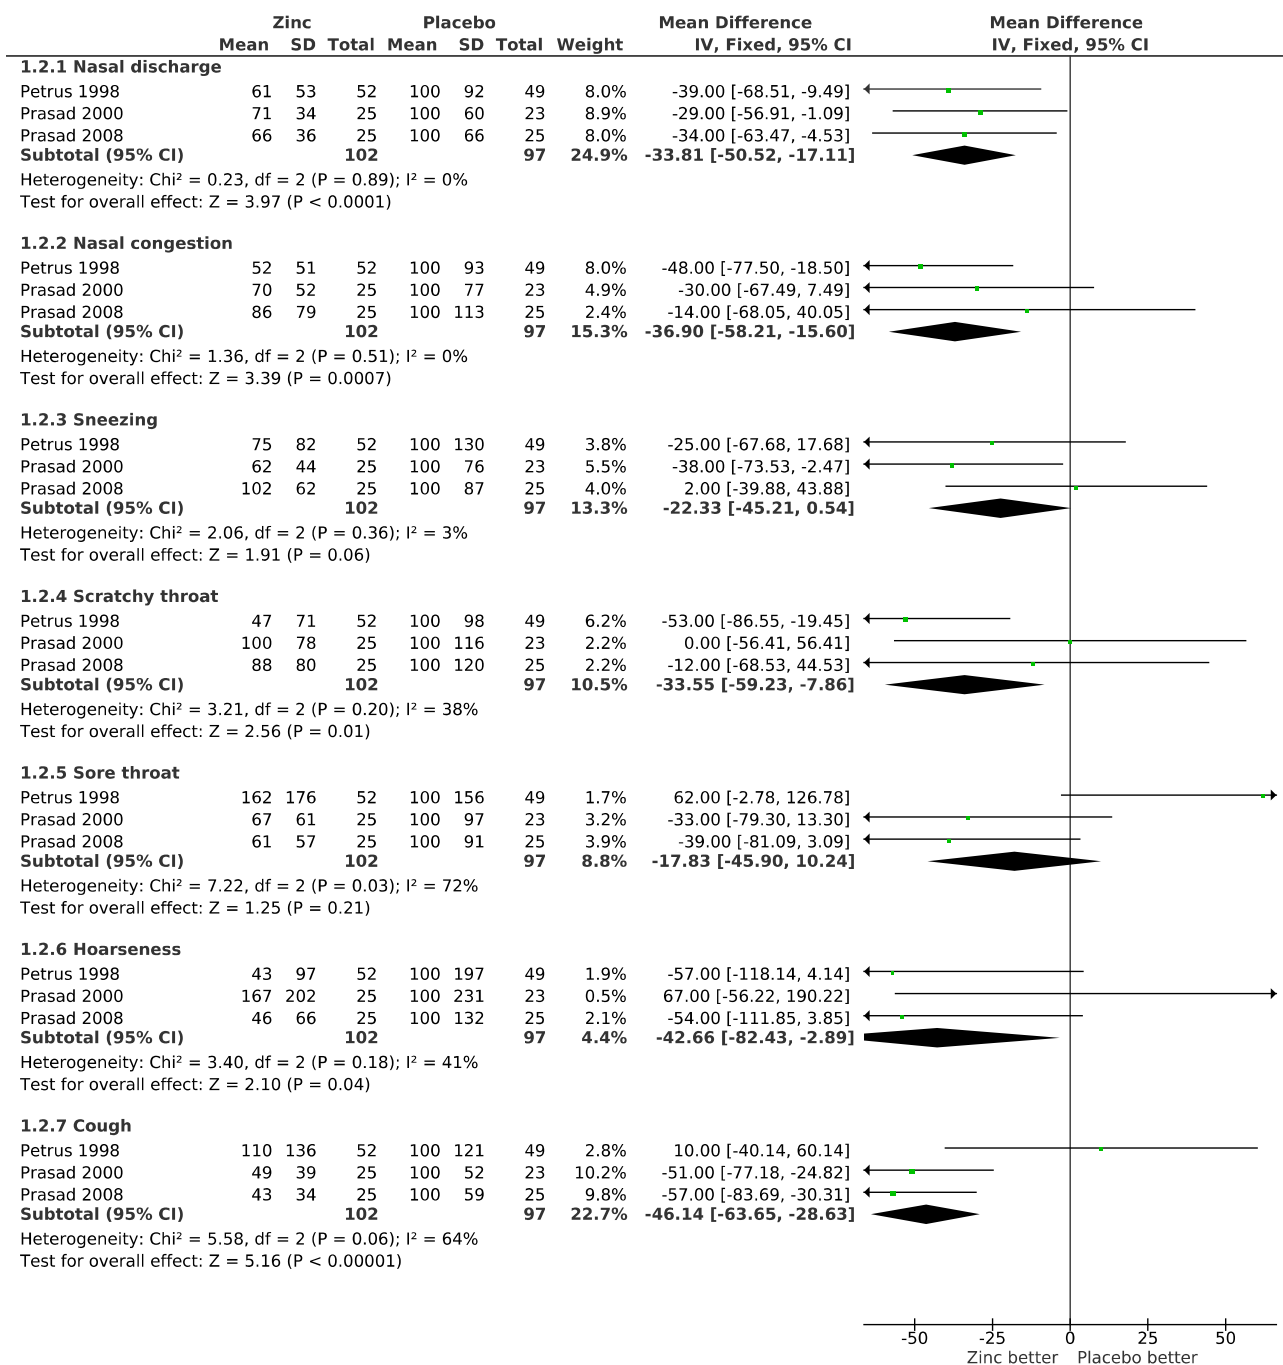 Zinc Placebo Mean Difference Mean Difference
Mean SD Total Mean SD Total Weight IV, Fixed, 95% CI IV, Fixed, 95% CI
1.2.1 Nasal discharge
Petrus 1998 61 53 52 100 92 49 8.0% -39.00 [-68.51, -9.49]
Prasad 2000 71 34 25 100 60 23 8.9% -29.00 [-56.91, -1.09]
Prasad 2008 66 36 25 100 66 25 8.0% -34.00 [-63.47, -4.53]
Subtotal (95% CI) 102 97 24.9% -33.81 [-50.52, -17.11]
Heterogeneity: Chi² = 0.23, df = 2 (P = 0.89); I² = 0%
Test for overall effect: Z = 3.97 (P < 0.0001)
1.2.2 Nasal congestion
Petrus 1998 52 51 52 100 93 49 8.0% -48.00 [-77.50, -18.50]
Prasad 2000 70 52 25 100 77 23 4.9% -30.00 [-67.49, 7.49]
Prasad 2008 86 79 25 100 113 25 2.4% -14.00 [-68.05, 40.05]
Subtotal (95% CI) 102 97 15.3% -36.90 [-58.21, -15.60]
Heterogeneity: Chi² = 1.36, df = 2 (P = 0.51); I² = 0%
Test for overall effect: Z = 3.39 (P = 0.0007)
1.2.3 Sneezing
Petrus 1998 75 82 52 100 130 49 3.8% -25.00 [-67.68, 17.68]
Prasad 2000 62 44 25 100 76 23 5.5% -38.00 [-73.53, -2.47]
Prasad 2008 102 62 25 100 87 25 4.0% 2.00 [-39.88, 43.88]
Subtotal (95% CI) 102 97 13.3% -22.33 [-45.21, 0.54]
Heterogeneity: Chi² = 2.06, df = 2 (P = 0.36); I² = 3%
Test for overall effect: Z = 1.91 (P = 0.06)
1.2.4 Scratchy throat
Petrus 1998 47 71 52 100 98 49 6.2% -53.00 [-86.55, -19.45]
Prasad 2000 100 78 25 100 116 23 2.2% 0.00 [-56.41, 56.41]
Prasad 2008 88 80 25 100 120 25 2.2% -12.00 [-68.53, 44.53]
Subtotal (95% CI) 102 97 10.5% -33.55 [-59.23, -7.86]
Heterogeneity: Chi² = 3.21, df = 2 (P = 0.20); I² = 38%
Test for overall effect: Z = 2.56 (P = 0.01)
1.2.5 Sore throat
Petrus 1998 162 176 52 100 156 49 1.7% 62.00 [-2.78, 126.78]
Prasad 2000 67 61 25 100 97 23 3.2% -33.00 [-79.30, 13.30]
Prasad 2008 61 57 25 100 91 25 3.9% -39.00 [-81.09, 3.09]
Subtotal (95% CI) 102 97 8.8% -17.83 [-45.90, 10.24]
Heterogeneity: Chi² = 7.22, df = 2 (P = 0.03); I² = 72%
Test for overall effect: Z = 1.25 (P = 0.21)
1.2.6 Hoarseness
Petrus 1998 43 97 52 100 197 49 1.9% -57.00 [-118.14, 4.14]
Prasad 2000 167 202 25 100 231 23 0.5% 67.00 [-56.22, 190.22]
Prasad 2008 46 66 25 100 132 25 2.1% -54.00 [-111.85, 3.85]
Subtotal (95% CI) 102 97 4.4% -42.66 [-82.43, -2.89]
Heterogeneity: Chi² = 3.40, df = 2 (P = 0.18); I² = 41%
Test for overall effect: Z = 2.10 (P = 0.04)
1.2.7 Cough
Petrus 1998 110 136 52 100 121 49 2.8% 10.00 [-40.14, 60.14]
Prasad 2000 49 39 25 100 52 23 10.2% -51.00 [-77.18, -24.82]
Prasad 2008 43 34 25 100 59 25 9.8% -57.00 [-83.69, -30.31]
Subtotal (95% CI) 102 97 22.7% -46.14 [-63.65, -28.63]
Heterogeneity: Chi² = 5.58, df = 2 (P = 0.06); I² = 64%
Test for overall effect: Z = 5.16 (P < 0.00001)
-50 -25 0 25 50
Zinc better Placebo better